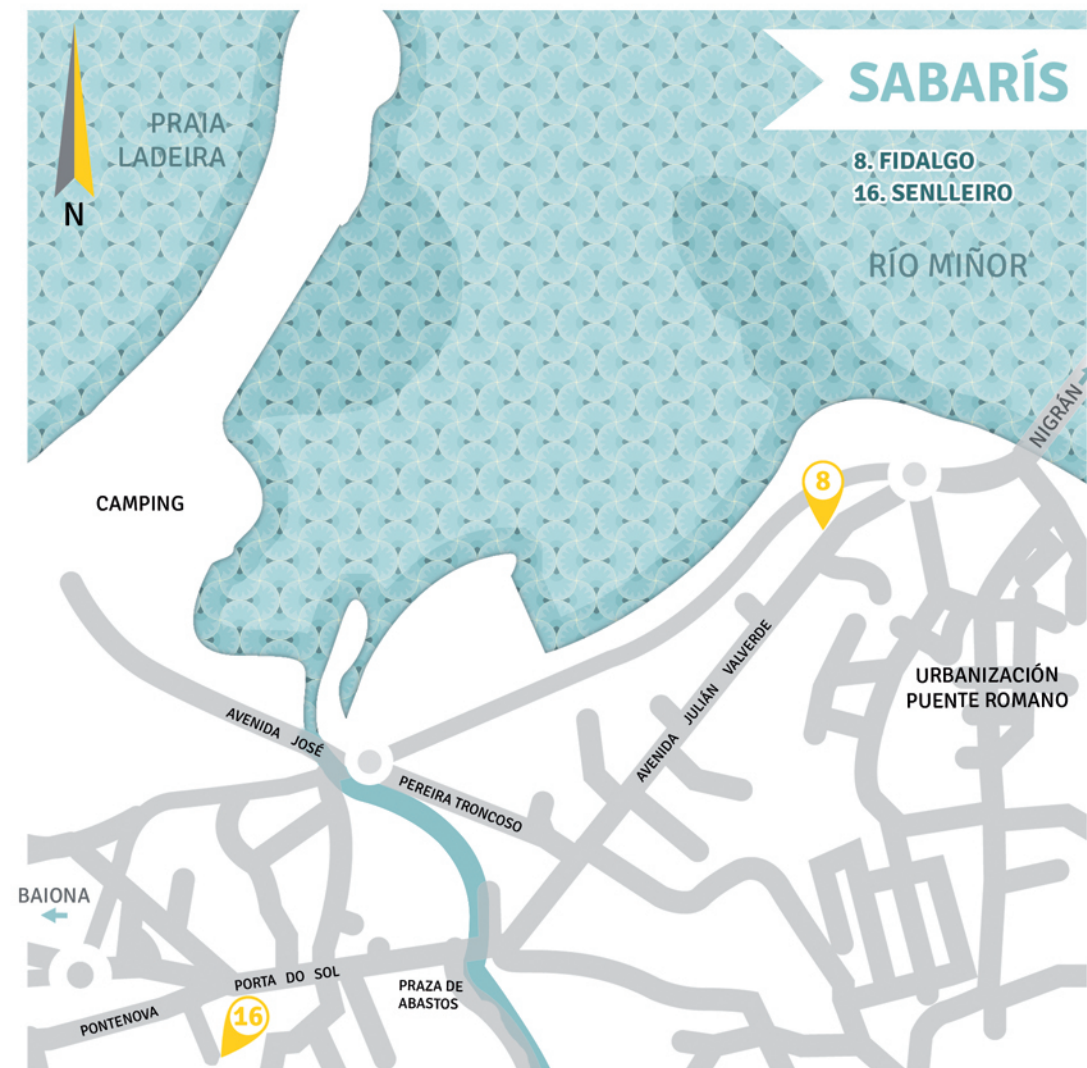 SABARÍS
PRAIA
LADEIRA
N
8. FIDALGO
16. SENLLEIRO
RÍO MIÑOR
NIGRÁN
CAMPING
8
URBANIZACIÓN
PUENTE ROMANO
AVENIDA JULIÁN VALVERDE
AVENIDA JOSÉ
PEREIRA TRONCOSO
BAIONA
PORTA DO SOL
PRAZA DE
ABASTOS
PONTENOVA
16